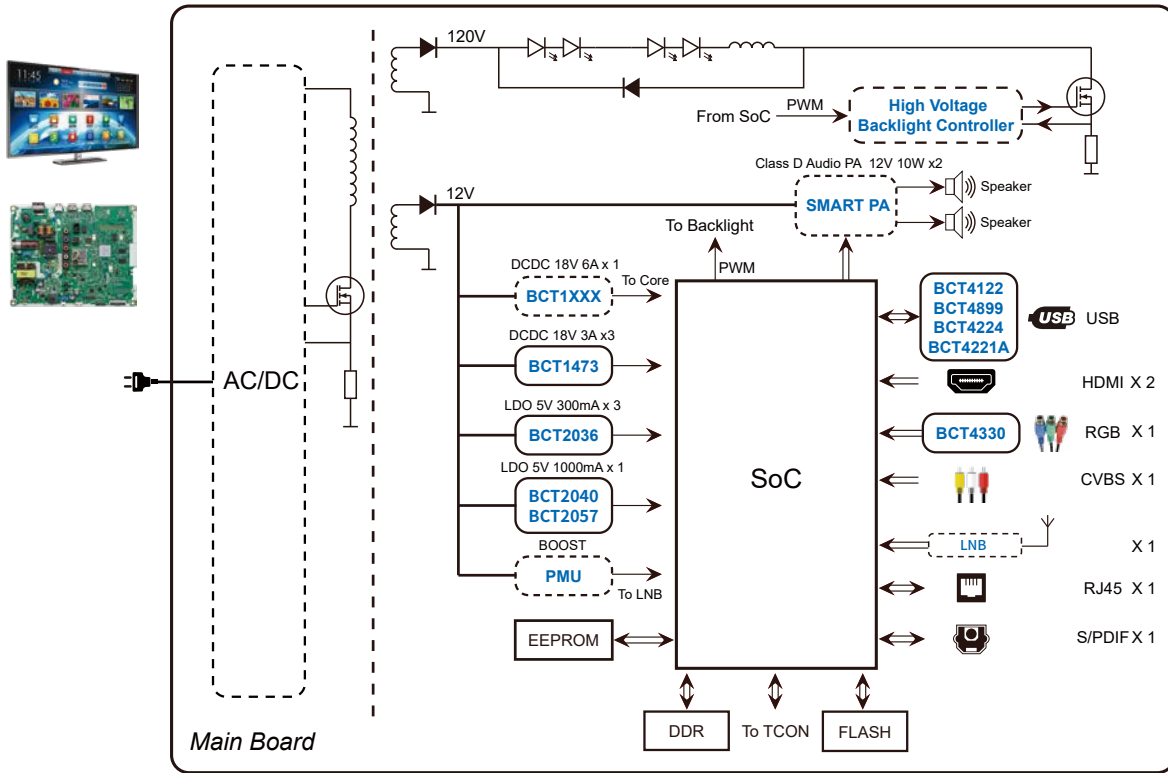 11:45
120V
From SoC
PWM
High Voltage
Backlight Controller
Class D Audio PA 12V 10W x2
12V
SMART PA
Speaker
Speaker
To Backlight
PWM
DCDC 18V 6A x 1
To Core
BCT1XXX
DCDC 18V 3A x3
BCT1473
LDO 5V 300mA x 3
BCT2036
LDO 5V 1000mA x 1
BCT2040
BCT2057
BOOST
PMU
To LNB
EEPROM
AC/DC
SoC
BCT4122
BCT4899
BCT4224
BCT4221A
USB
USB
HDMI X 2
BCT4330
RGB X 1
CVBS X 1
LNB
X 1
RJ45 X 1
S/PDIF X 1
DDR
To TCON
FLASH
Main Board